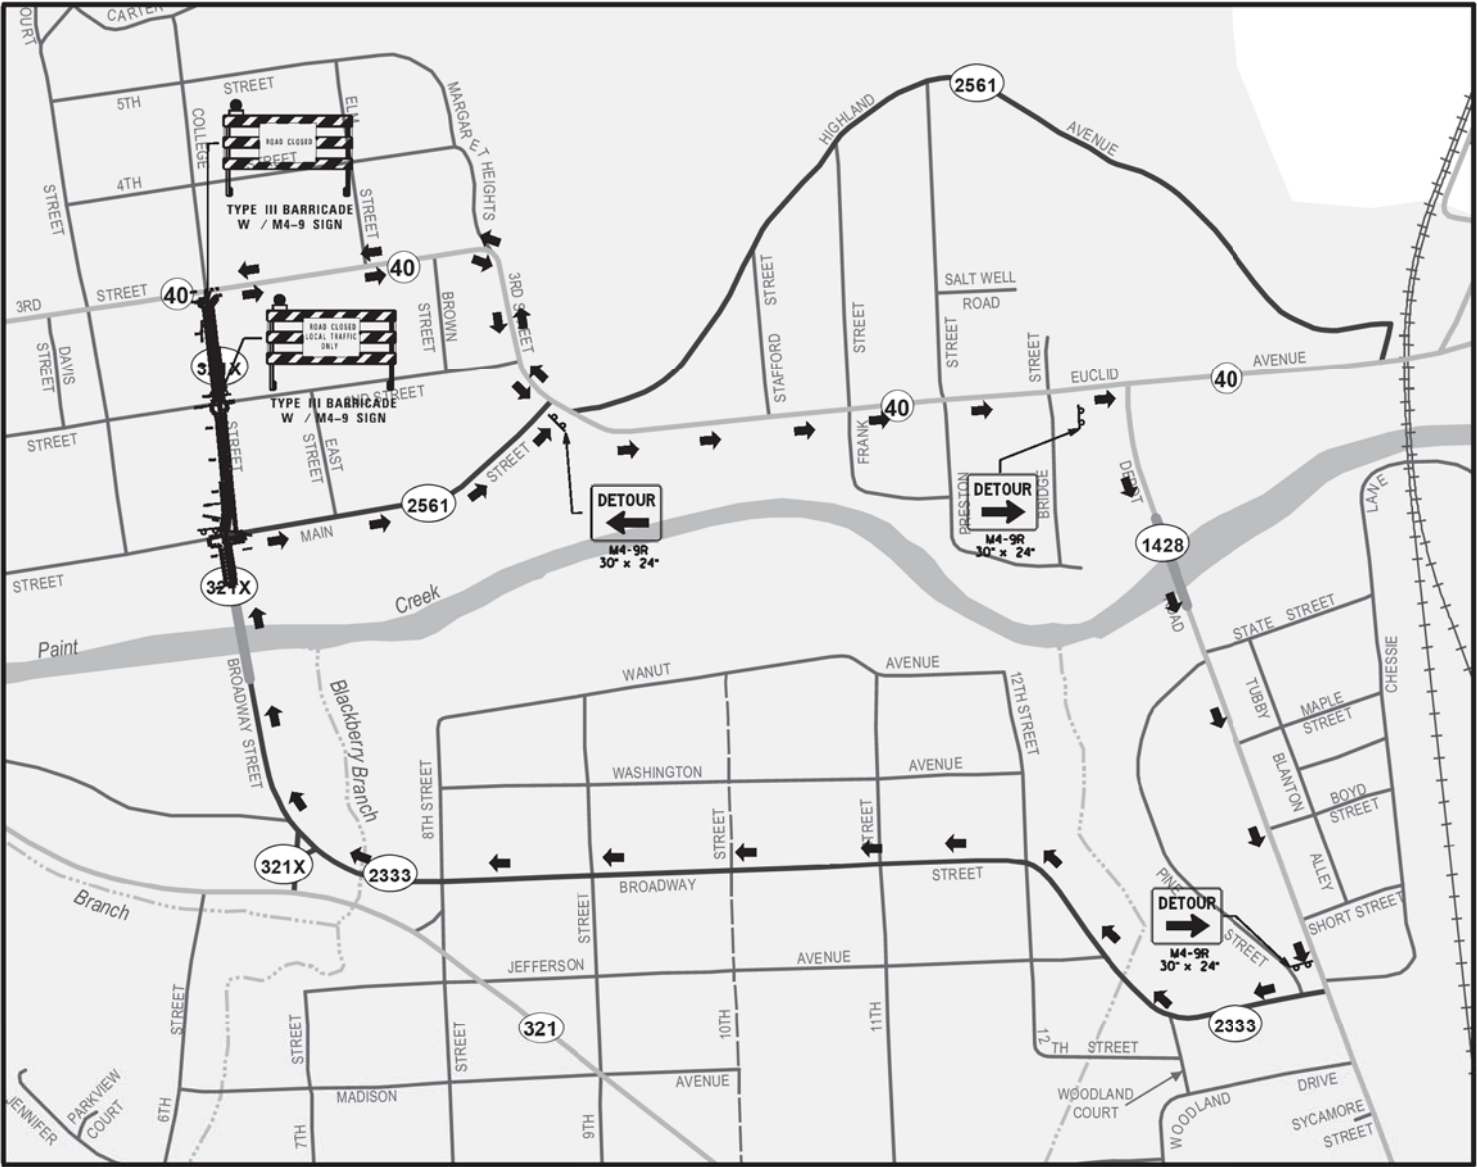 COURT
CARTER
STREET
5TH
COLLEGE
ELM
MARGARET HEIGHTS
ROAD CLOSED
STREET
4TH
STREET
STREET
TYPE III BARRICADE
W / M4-9 SIGN
2561
HIGHLAND
AVENUE
40
40
3RD
STREET
3RD STREET
SALT WELL
ROAD
STREET
STAFFORD
STREET
STREET
STREET
BROWN
STREET
DAVIS
STREET
ROAD CLOSED
LOCAL TRAFFIC
ONLY
2ND STREET
TYPE III BARRICADE
W / M4-9 SIGN
EUCLID
AVENUE
40
40
FRANK
PRESTON
BRIDGE
STREET
STREET
EAST
STREET
STREET
2561
MAIN
DETOUR
M4-9R
30" x 24"
DETOUR
M4-9R
30" x 24"
DEPOT
ROAD
1428
LANE
CHESSIE
STREET
321X
Paint
Creek
BROADWAY STREET
Blackberry Branch
WANUT
AVENUE
12TH STREET
STATE STREET
TUBBY
MAPLE
STREET
BLANTON
BOYD
STREET
ALLEY
SHORT STREET
8TH STREET
WASHINGTON
AVENUE
STREET
STREET
321X
2333
BROADWAY
STREET
Branch
PINE
STREET
DETOUR
M4-9R
30" x 24"
STREET
JEFFERSON
AVENUE
2333
STREET
STREET
STREET
321
10TH
11TH
12
TH STREET
MADISON
AVENUE
6TH
7TH
9TH
JENNIFER
PARKVIEW
COURT
WOODLAND
COURT
WOODLAND
DRIVE
SYCAMORE
STREET